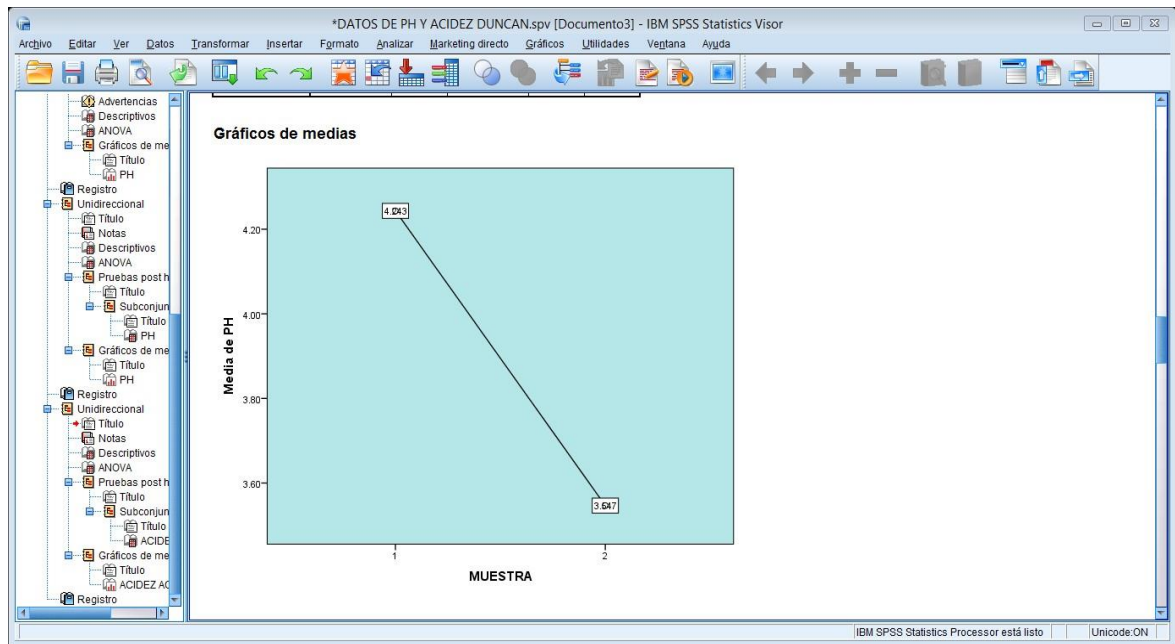 *DATOS DE PH Y ACIDEZ DUNCAN.spv [Documento3] - IBM SPSS Statistics Visor
Archivo Editar Ver Datos Transformar Insertar Formato Analizar Marketing directo Gráficos Utilidades Ventana Ayuda
Advertencias
Descriptivos
ANOVA
Gráficos de me
Título
PH
Registro
Unidireccional
Título
Notas
Descriptivos
ANOVA
Pruebas post h
Título
Subconjun
Título
PH
Gráficos de me
Título
PH
Registro
Unidireccional
Título
Notas
Descriptivos
ANOVA
Pruebas post h
Título
Subconjun
Título
ACIDE
Gráficos de me
Título
ACIDEZ AC
Registro
Gráficos de medias
4.20
4.00
3.80
3.60
Media de PH
1 2
MUESTRA
IBM SPSS Statistics Processor está listo Unicode:ON